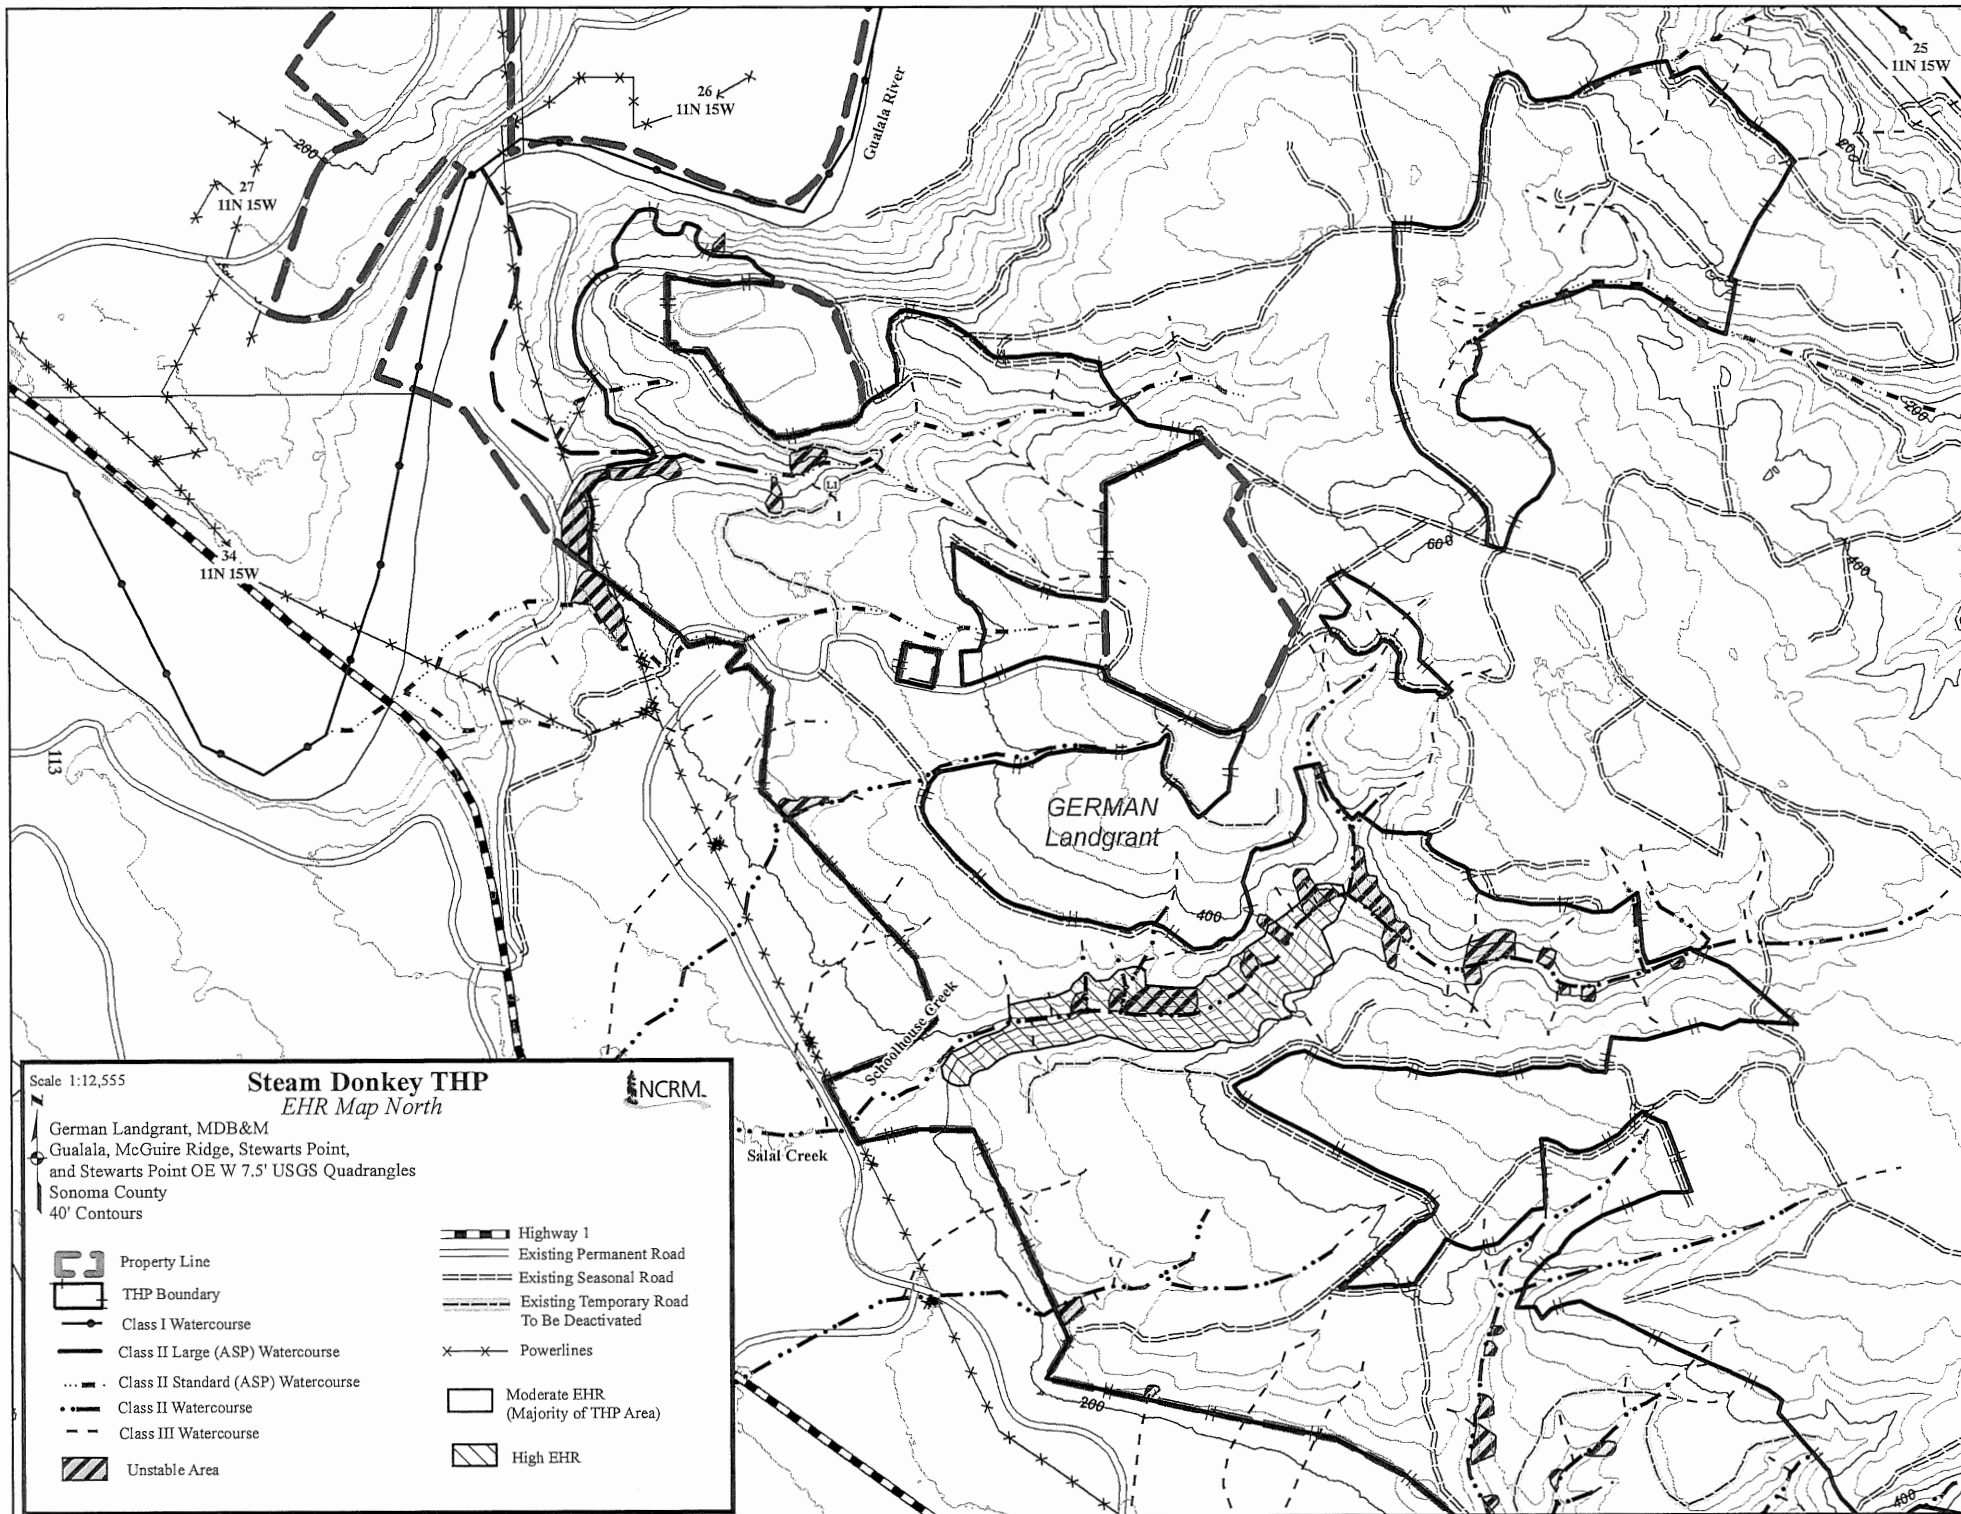 25
11N 15W
26
11N 15W
Gualala River
200
800
27
11N 15W
200
L1
34
11N 15W
600
400
113
GERMAN
Landgrant
400
Schoolhouse Creek
Salal Creek
200
400
Scale 1:12,555
Steam Donkey THP
EHR Map North
NCRM
N
German Landgrant, MDB&M
Gualala, McGuire Ridge, Stewarts Point,
and Stewarts Point OE W 7.5' USGS Quadrangles
Sonoma County
40' Contours
Property Line
THP Boundary
Class I Watercourse
Class II Large (ASP) Watercourse
Class II Standard (ASP) Watercourse
Class II Watercourse
Class III Watercourse
Unstable Area
Highway 1
Existing Permanent Road
Existing Seasonal Road
Existing Temporary Road
To Be Deactivated
Powerlines
Moderate EHR
(Majority of THP Area)
High EHR